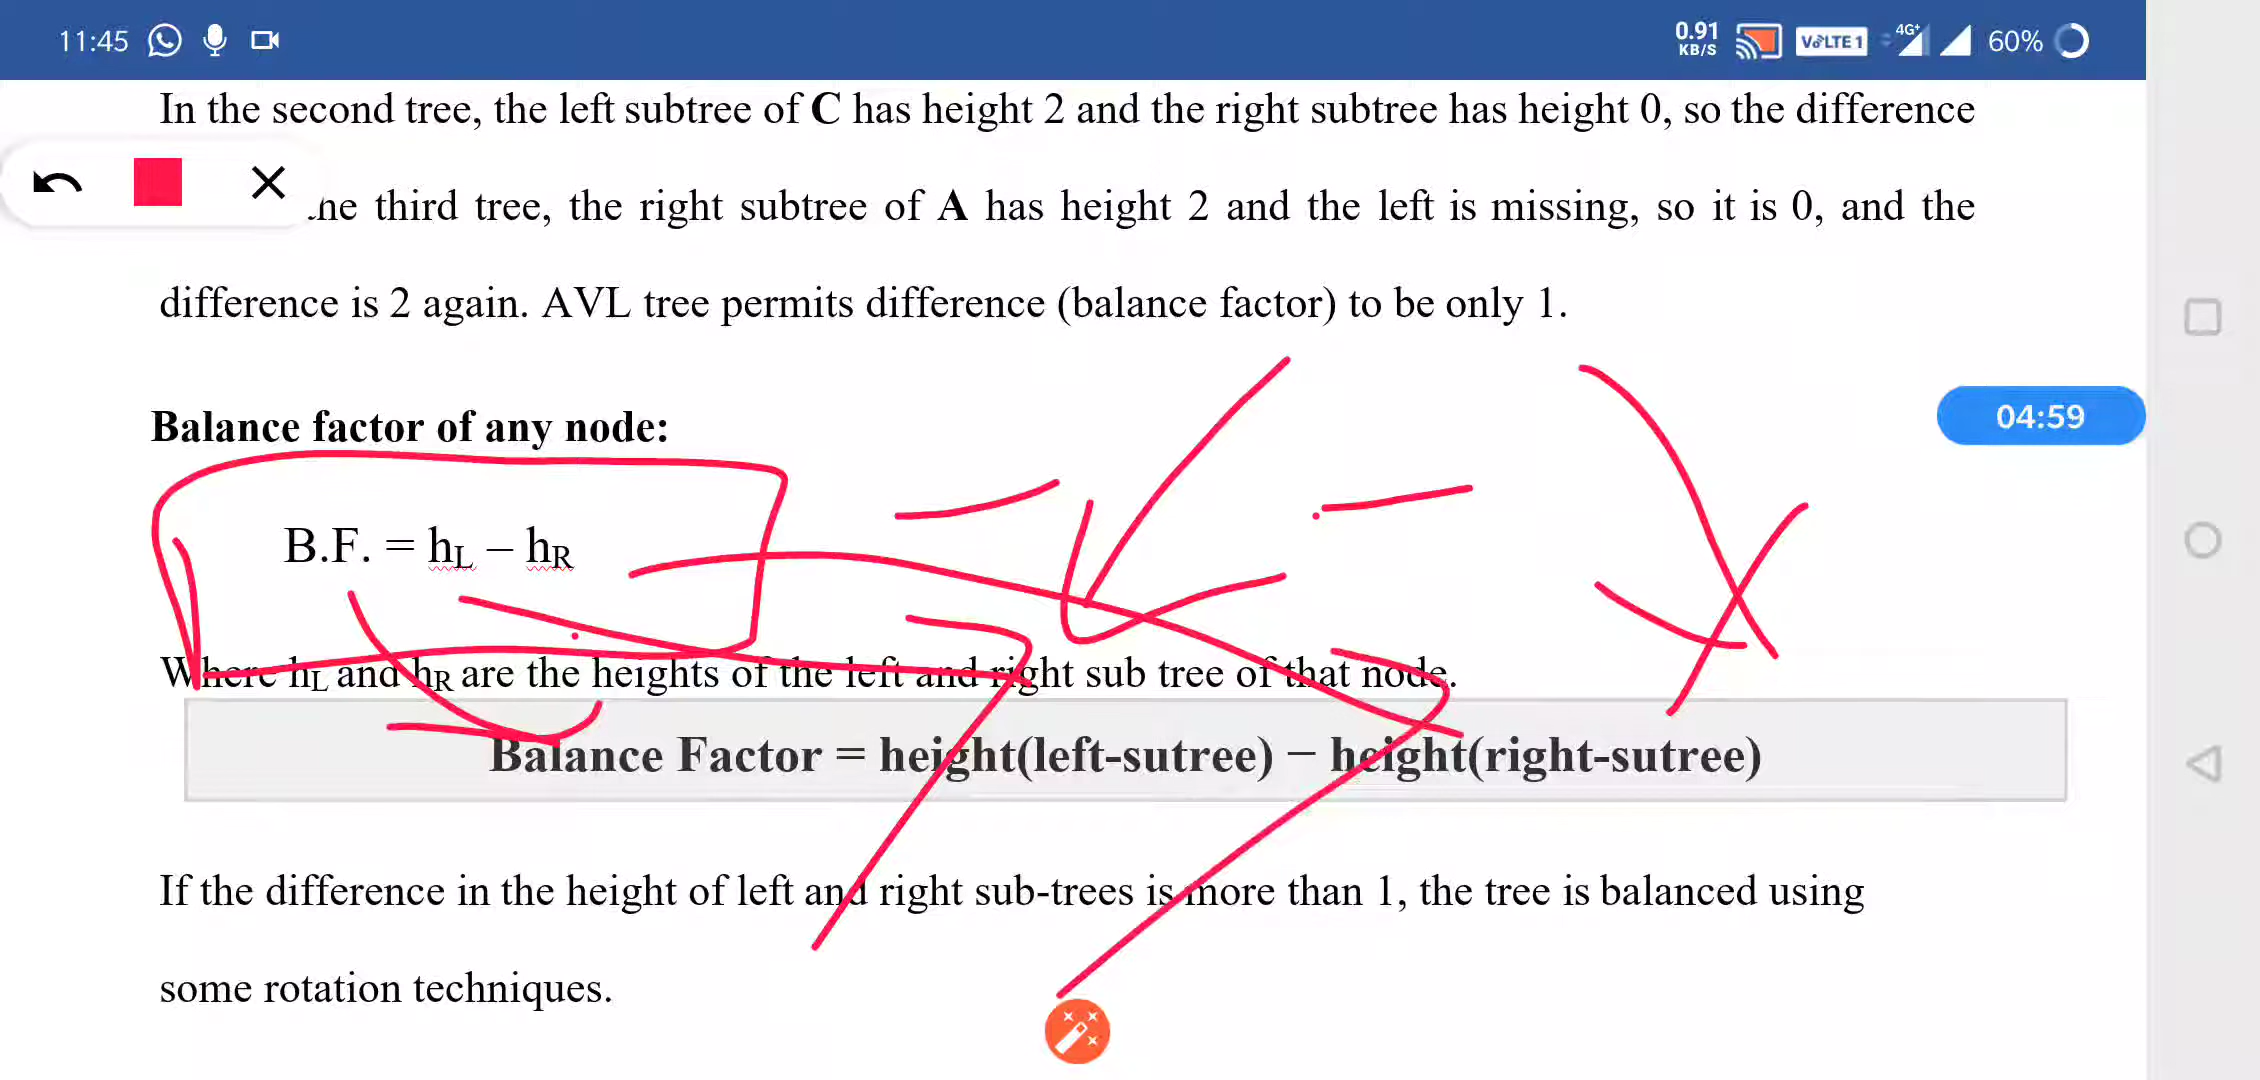 11:45 0.91 KB/S VoLTE 1 4G+ 60%
In the second tree, the left subtree of C has height 2 and the right subtree has height 0, so the difference
he third tree, the right subtree of A has height 2 and the left is missing, so it is 0, and the
difference is 2 again. AVL tree permits difference (balance factor) to be only 1.
04:59
Balance factor of any node:
B.F. = hL – hR
Where hL and hR are the heights of the left and right sub tree of that node.
Balance Factor = height(left-sutree) − height(right-sutree)
If the difference in the height of left and right sub-trees is more than 1, the tree is balanced using
some rotation techniques.